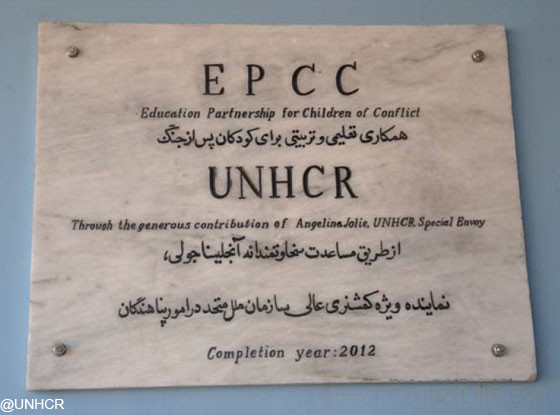 E P C C
Education Partnership for Children of Conflict
همکاری تعلیمی و تربیتی برای کودکان پس از جنگ
UNHCR
Through the generous contribution of Angelina Jolie, UNHCR, Special Envoy
از طریق مساعدت سخاوتمندانه آنجلینا جولی،
نماینده ویژه کمشنری عالی سازمان ملل متحد در امور پناهندگان
Completion year:2012
@UNHCR